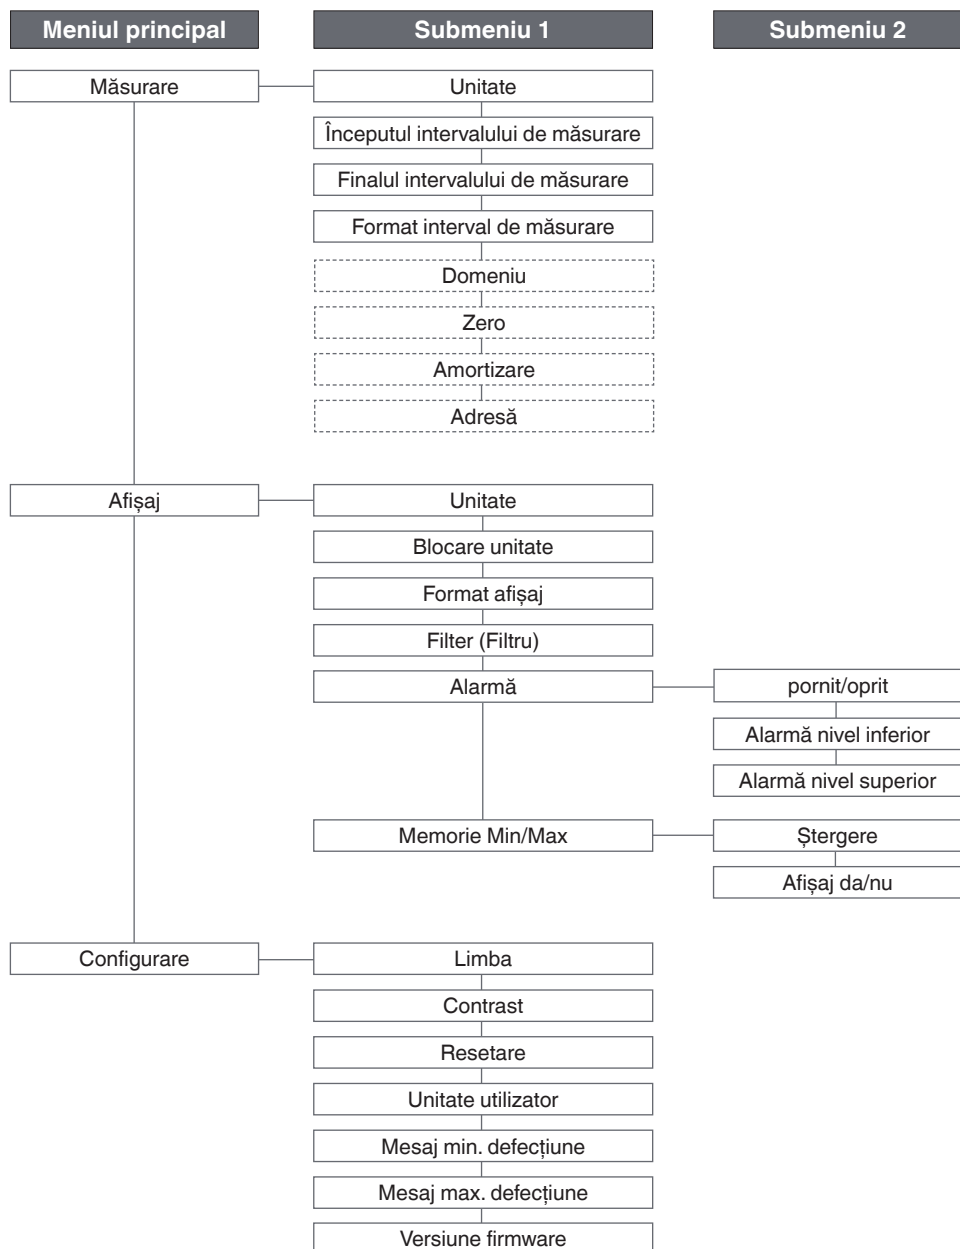 Meniul principal
Submeniu 1
Submeniu 2
Măsurare
Unitate
Începutul intervalului de măsurare
Finalul intervalului de măsurare
Format interval de măsurare
Domeniu
Zero
Amortizare
Adresă
Afișaj
Unitate
Blocare unitate
Format afișaj
Filter (Filtru)
Alarmă
pornit/oprit
Alarmă nivel inferior
Alarmă nivel superior
Memorie Min/Max
Ștergere
Afișaj da/nu
Configurare
Limba
Contrast
Resetare
Unitate utilizator
Mesaj min. defecțiune
Mesaj max. defecțiune
Versiune firmware